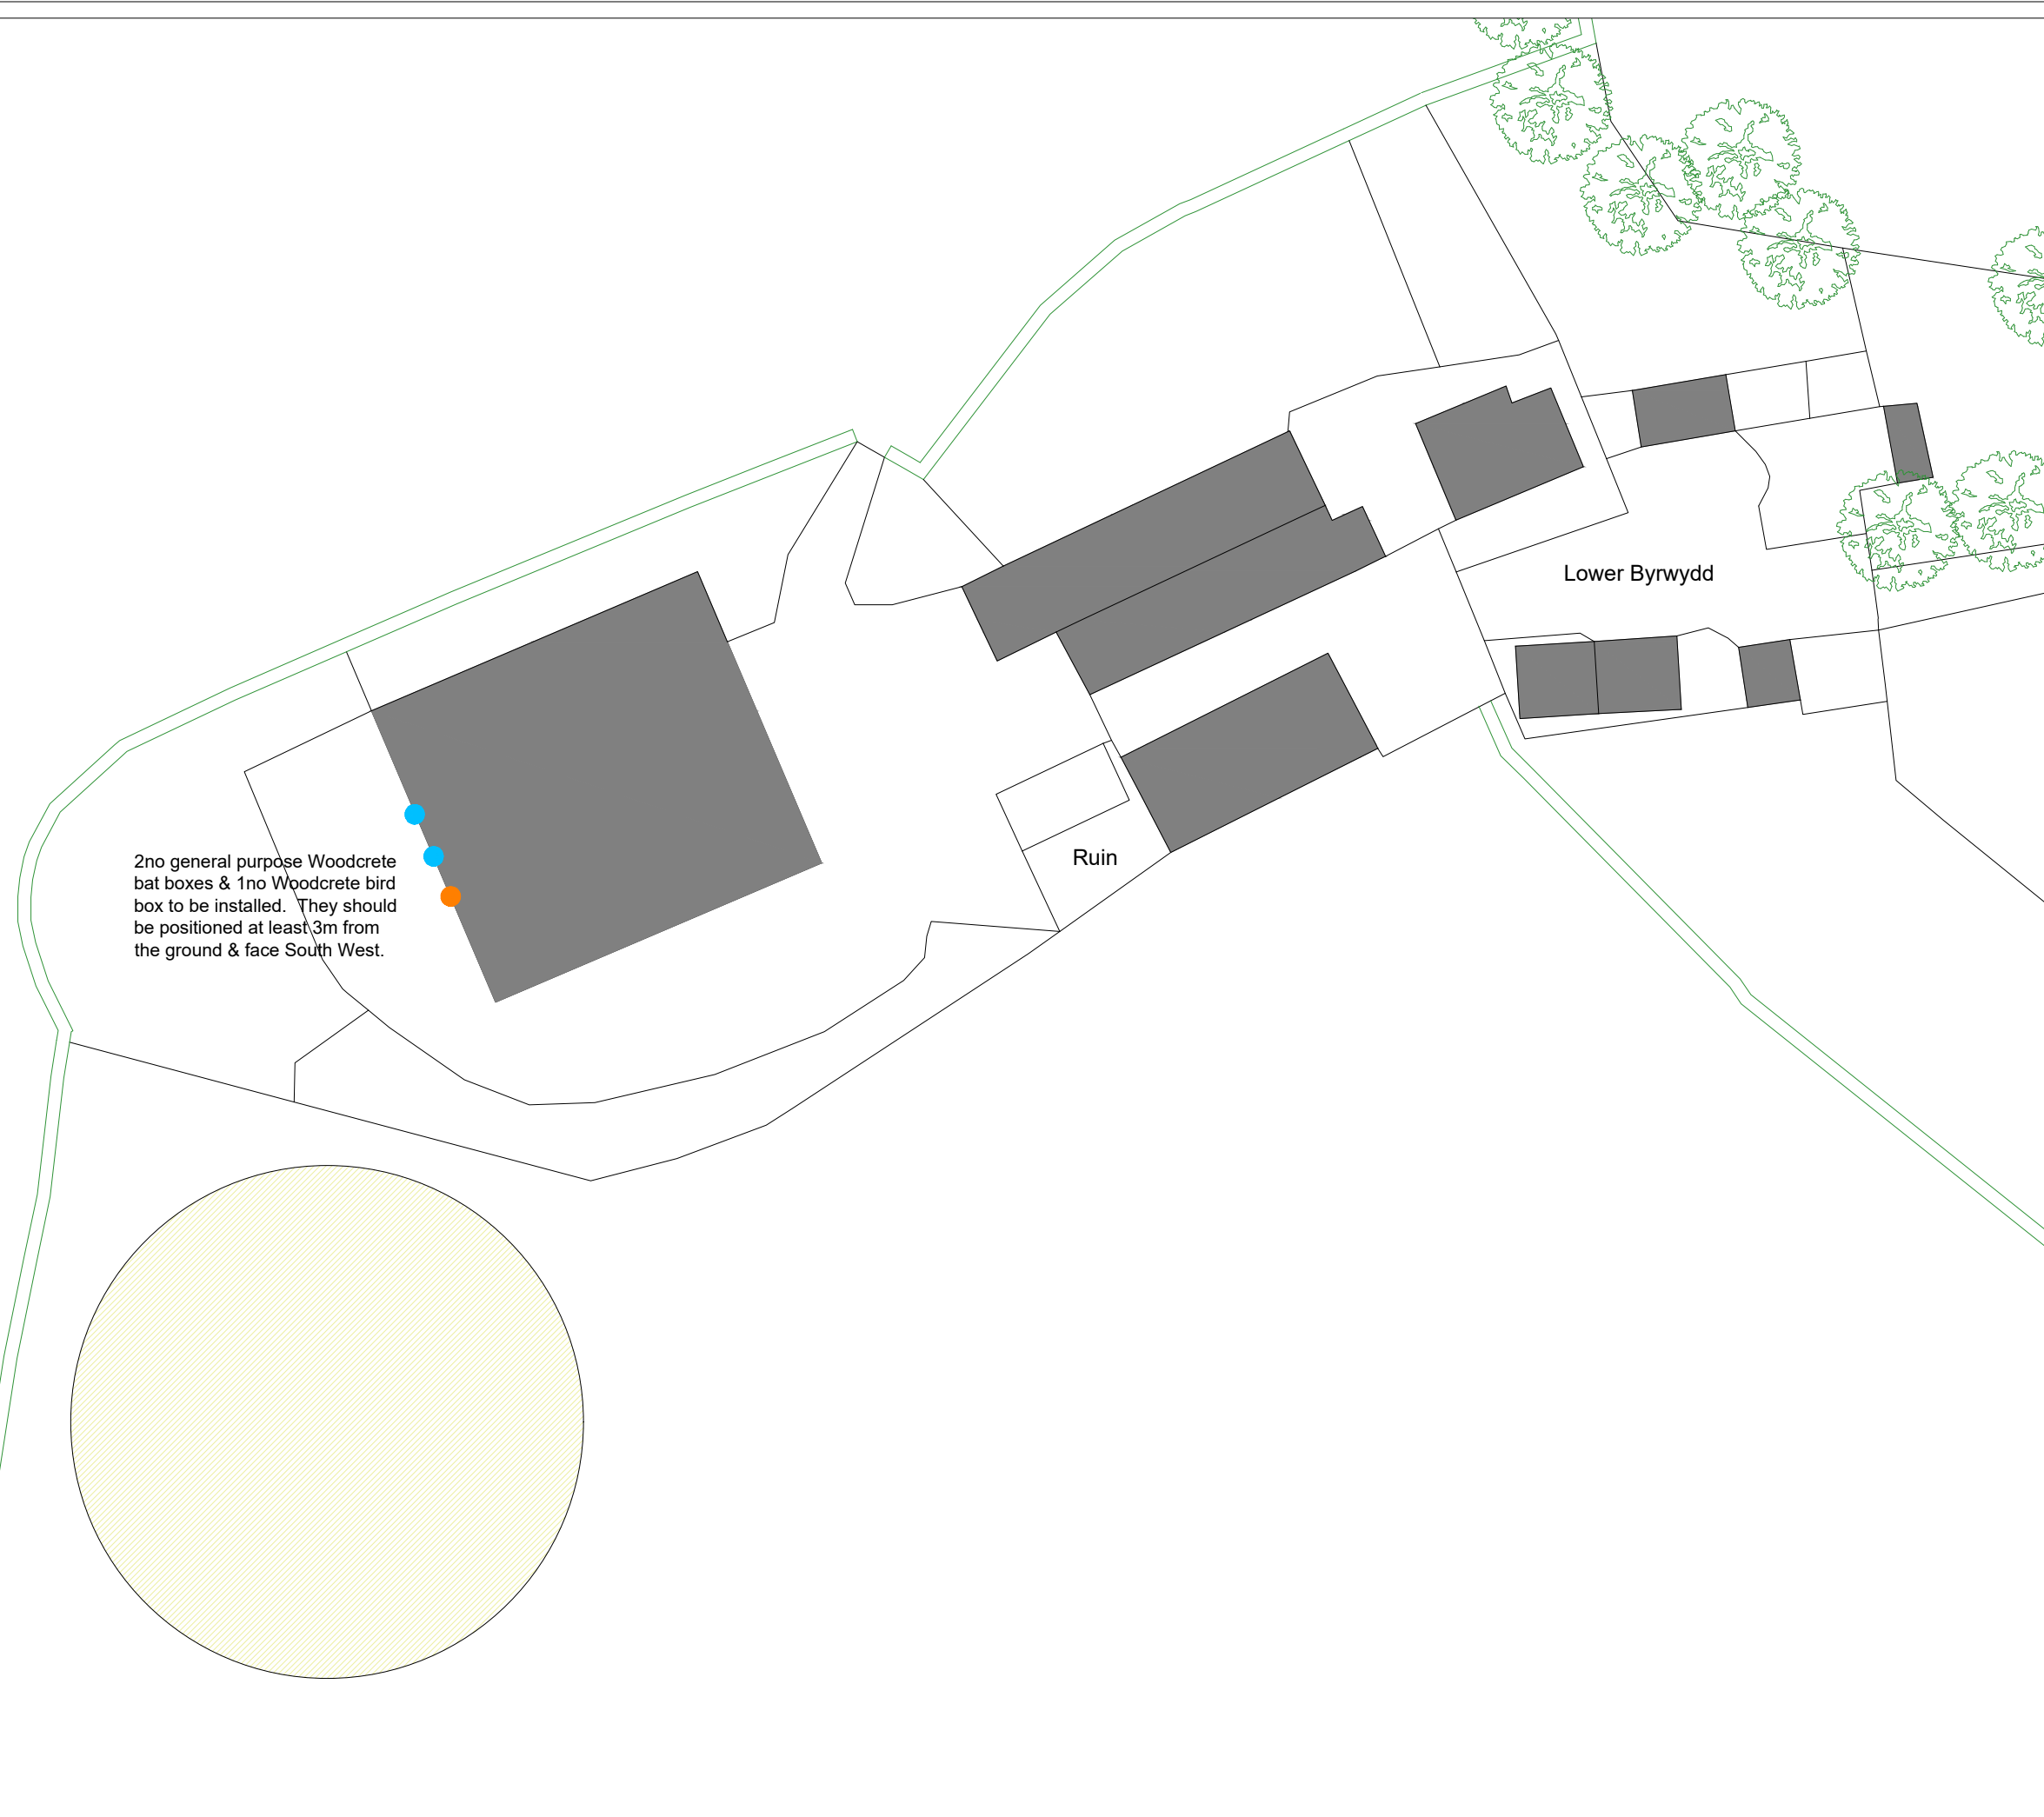 Lower Byrwydd
2no general purpose Woodcrete
bat boxes & 1no Woodcrete bird
box to be installed.  They should
be positioned at least 3m from
the ground & face South West.
Ruin